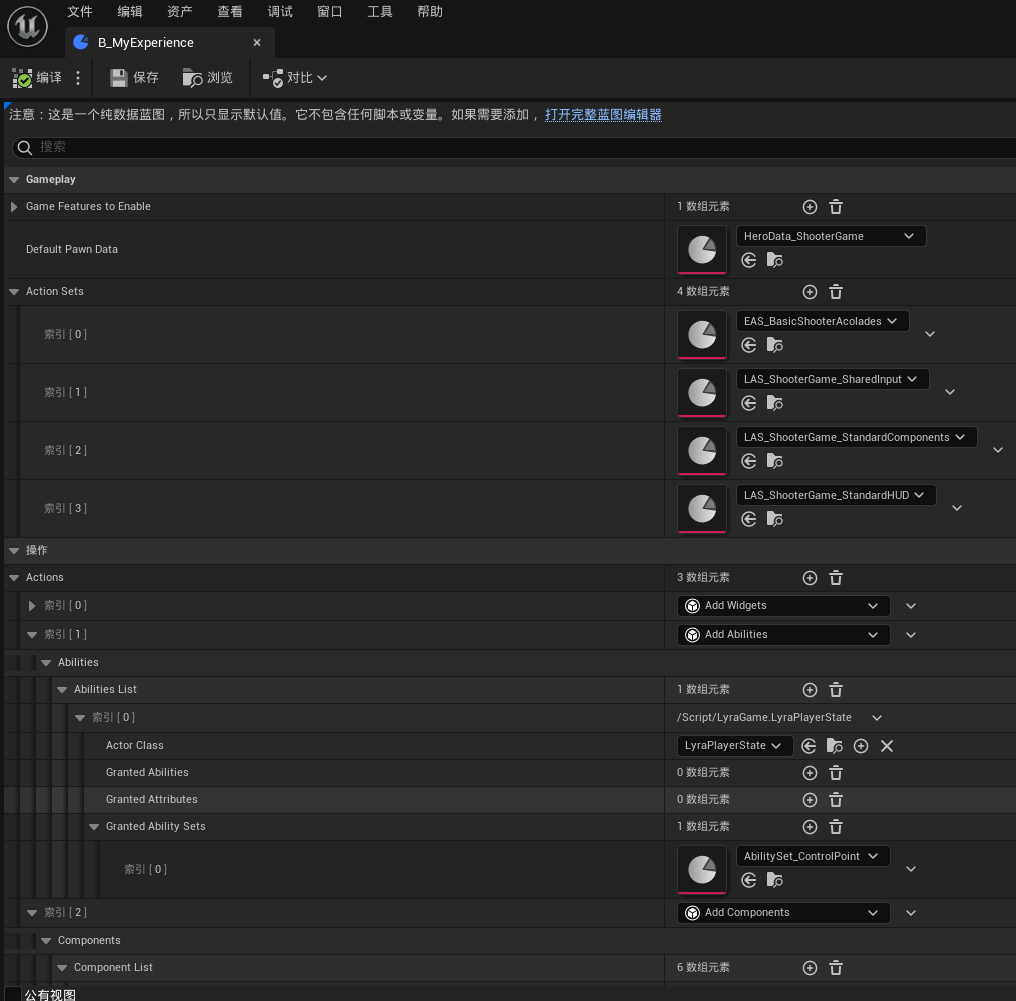 文件 编辑 资产 查看 调试 窗口 工具 帮助
B_MyExperience
编译 保存 浏览 对比
注意：这是一个纯数据蓝图，所以只显示默认值。它不包含任何脚本或变量。如果需要添加，打开完整蓝图编辑器
搜索
Gameplay
Game Features to Enable 1 数组元素
HeroData_ShooterGame
Default Pawn Data
Action Sets 4 数组元素
EAS_BasicShooterAcolades
索引 [ 0 ]
LAS_ShooterGame_SharedInput
索引 [ 1 ]
LAS_ShooterGame_StandardComponents
索引 [ 2 ]
LAS_ShooterGame_StandardHUD
索引 [ 3 ]
操作
Actions 3 数组元素
索引 [ 0 ] Add Widgets
索引 [ 1 ] Add Abilities
Abilities
Abilities List 1 数组元素
索引 [ 0 ] /Script/LyraGame.LyraPlayerState
Actor Class LyraPlayerState
Granted Abilities 0 数组元素
Granted Attributes 0 数组元素
Granted Ability Sets 1 数组元素
AbilitySet_ControlPoint
索引 [ 0 ]
索引 [ 2 ] Add Components
Components
Component List 6 数组元素
公有视图